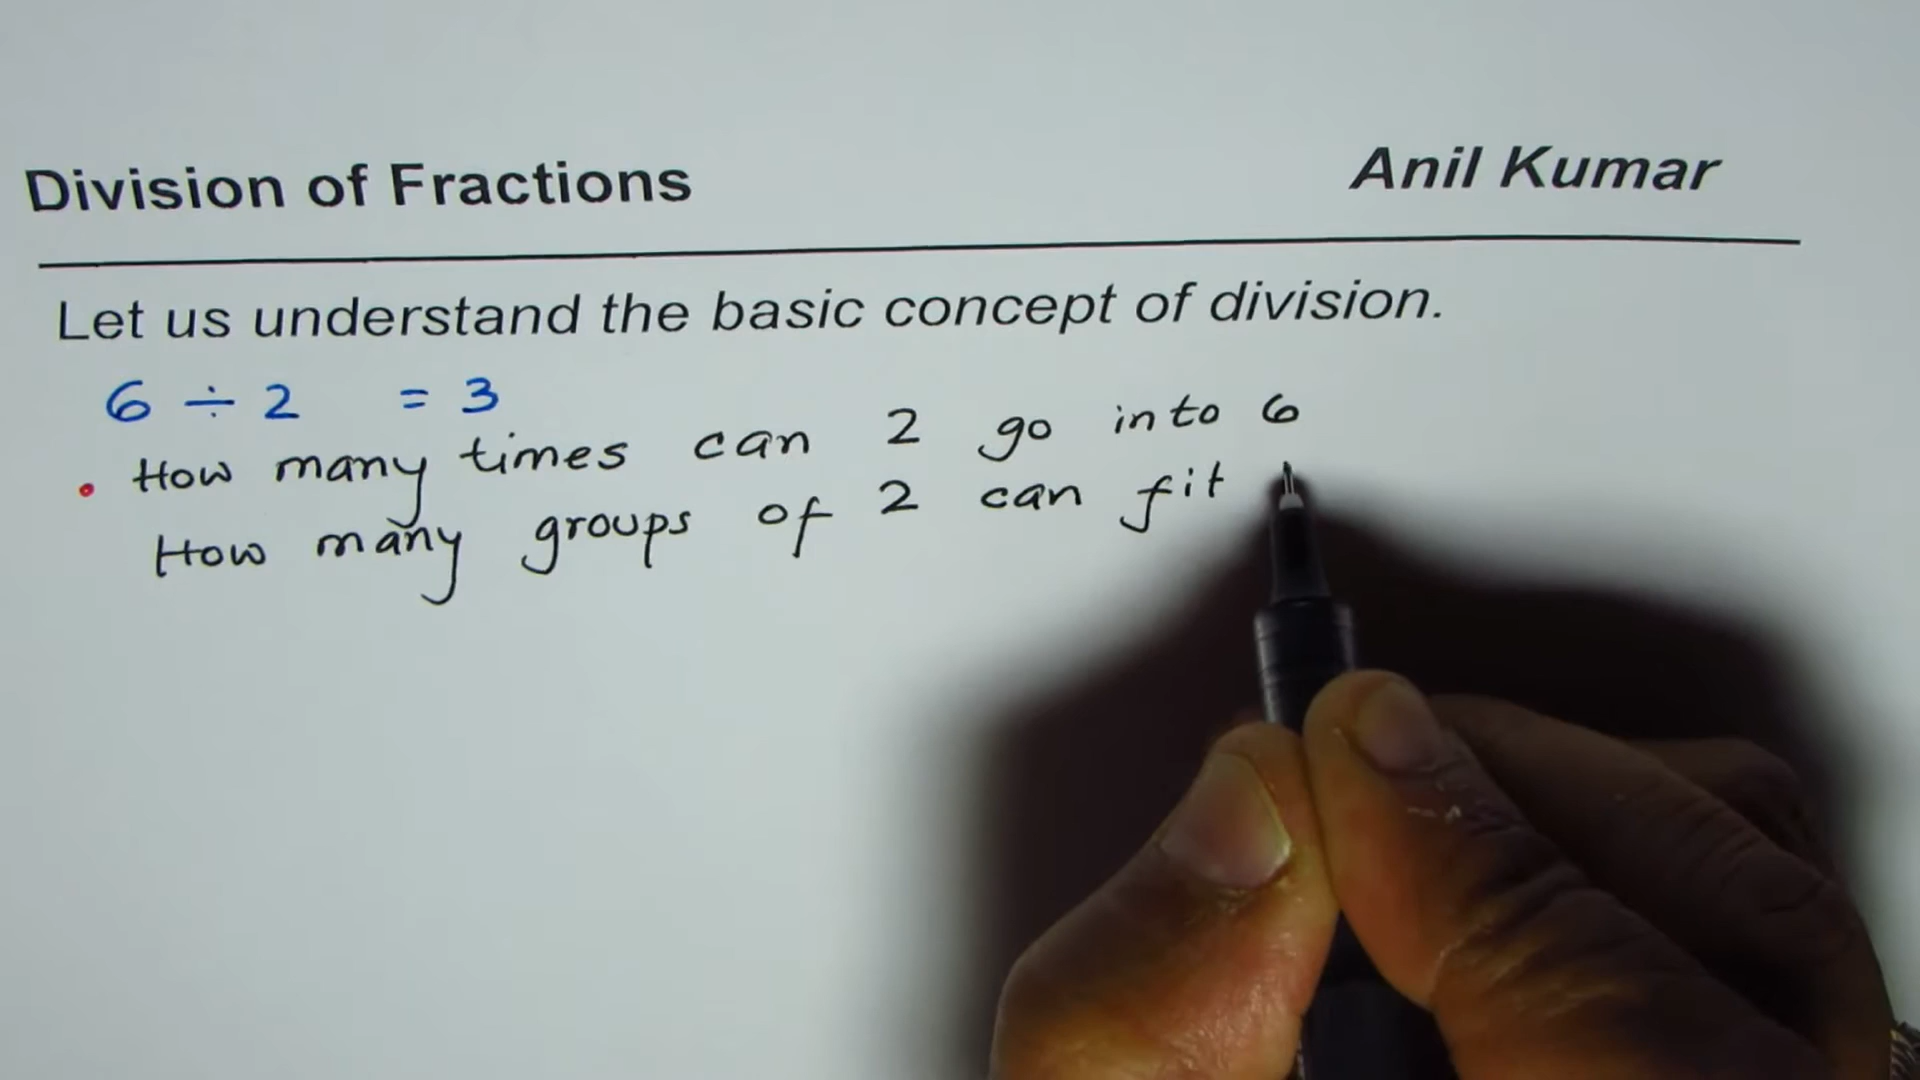 Division of Fractions Anil Kumar
Let us understand the basic concept of division.
6 ÷ 2 = 3
• How many times can 2 go into 6
How many groups of 2 can fit